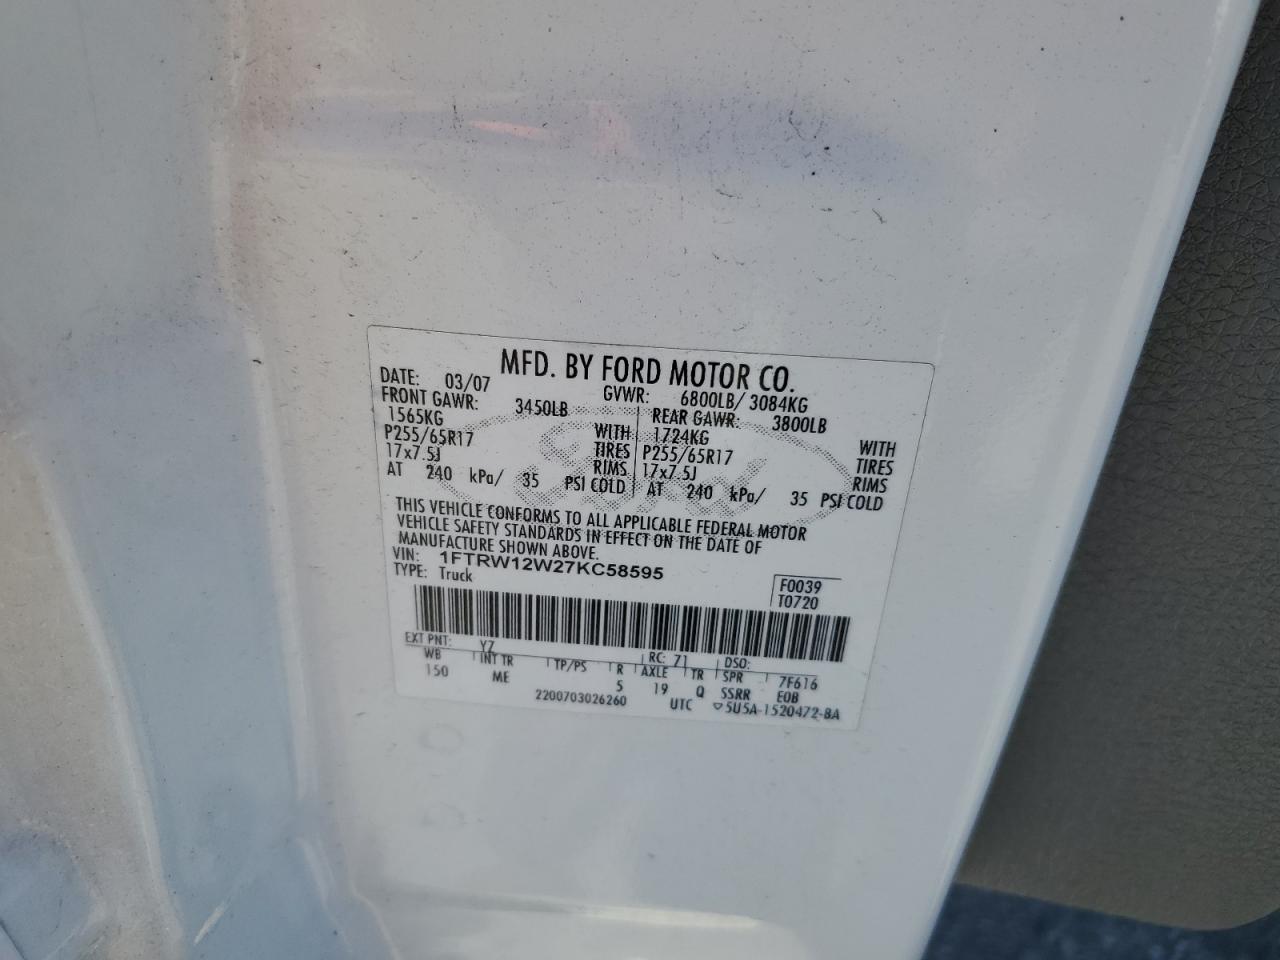 MFD. BY FORD MOTOR CO.
DATE: 03/07 GVWR: 6800LB/ 3084KG
FRONT GAWR: 3450LB REAR GAWR: 3800LB
1565KG WITH 1724KG WITH
P255/65R17 TIRES P255/65R17 TIRES
17x7.5J RIMS 17x7.5J RIMS
AT 240 kPa/ 35 PSI COLD AT 240 kPa/ 35 PSI COLD
THIS VEHICLE CONFORMS TO ALL APPLICABLE FEDERAL MOTOR
VEHICLE SAFETY STANDARDS IN EFFECT ON THE DATE OF
MANUFACTURE SHOWN ABOVE.
VIN: 1FTRW12W27KC58595
TYPE: Truck
F0039
T0720
EXT PNT: YZ RC: 71 DSO:
WB INT TR TP/PS R AXLE TR SPR 7F616
150 ME 5 19 Q SSRR EOB
2200703026260 UTC ▽5U5A-1520472-BA
Ford